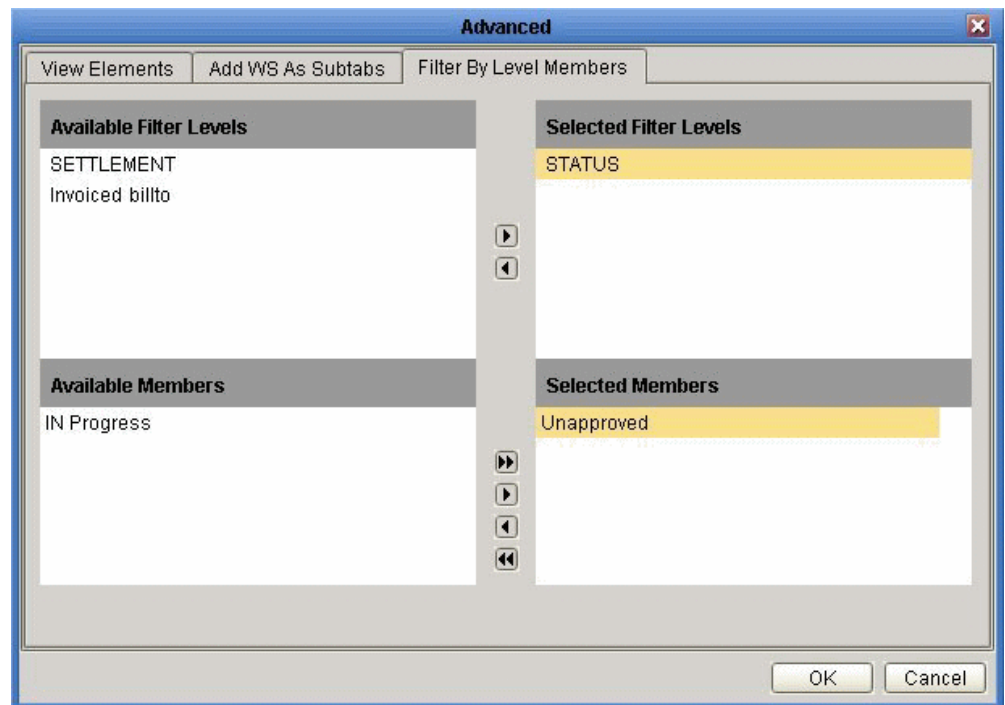 Advanced
View Elements
Add WS As Subtabs
Filter By Level Members
Available Filter Levels
SETTLEMENT
Invoiced billto
Selected Filter Levels
STATUS
Available Members
IN Progress
Selected Members
Unapproved
OK
Cancel